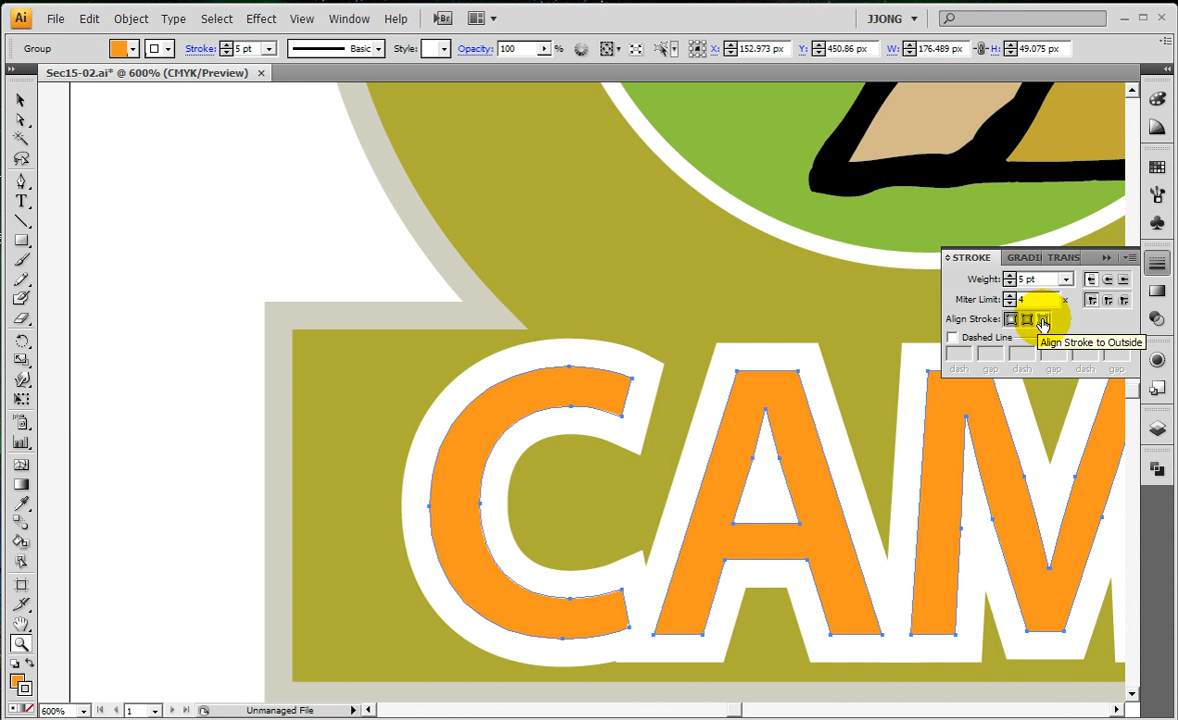 Ai File Edit Object Type Select Effect View Window Help Br JJONG
Group Stroke: 5 pt Basic Style: Opacity: 100 % X: 152.973 px Y: 450.86 px W: 176.489 px H: 49.075 px
Sec15-02.ai* @ 600% (CMYK/Preview)
STROKE GRADI TRANS
Weight: 5 pt
Miter Limit: 4 x
Align Stroke:
Dashed Line
Align Stroke to Outside
dash gap dash gap dash gap
CAM
600% 1 Unmanaged File